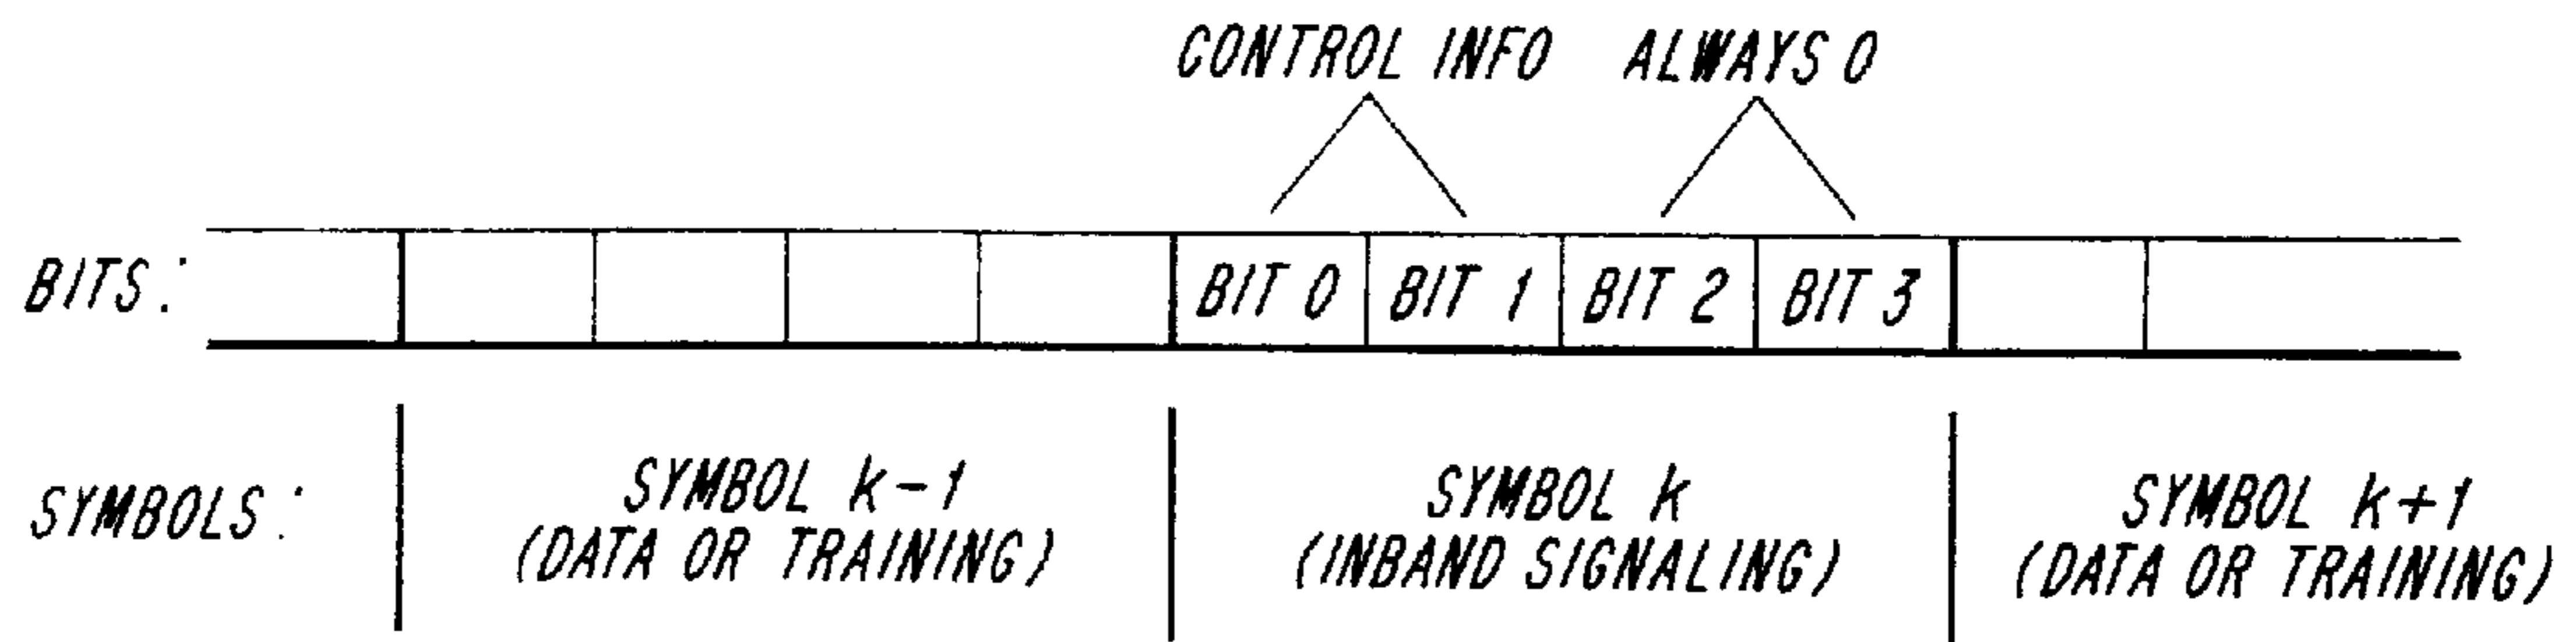 CONTROL INFO ALWAYS 0
BITS: BIT 0 BIT 1 BIT 2 BIT 3
SYMBOLS: SYMBOL k-1 SYMBOL k SYMBOL k+1
(DATA OR TRAINING) (INBAND SIGNALING) (DATA OR TRAINING)